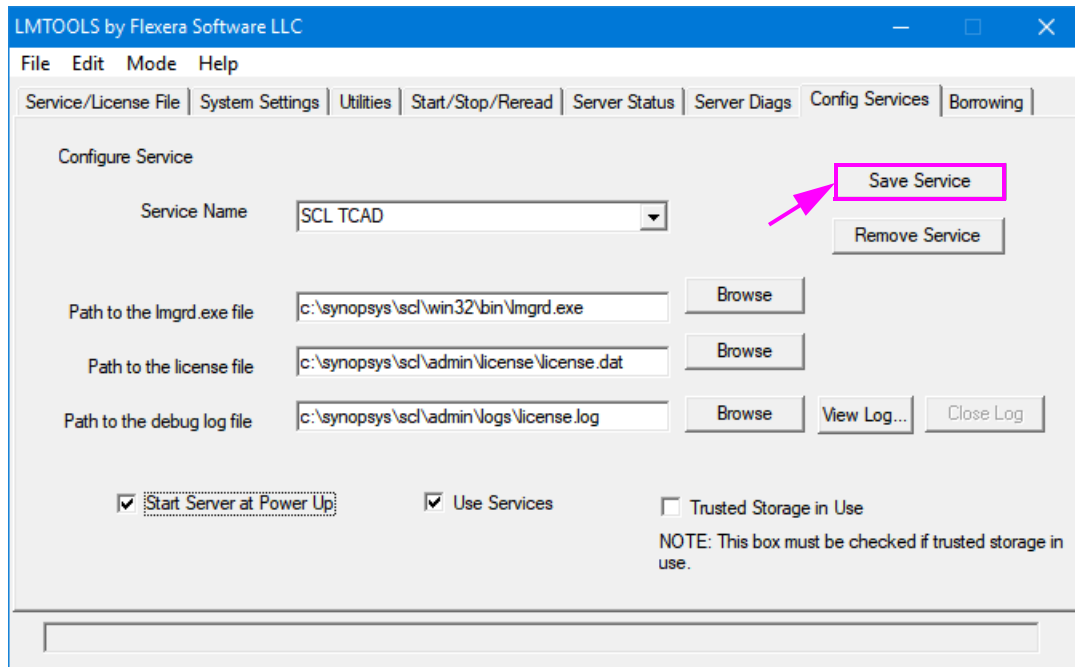 LMTOOLS by Flexera Software LLC
File Edit Mode Help
Service/License File System Settings Utilities Start/Stop/Reread Server Status Server Diags Config Services Borrowing
Configure Service
Save Service
Service Name SCL TCAD
Remove Service
Path to the lmgrd.exe file c:\synopsys\scl\win32\bin\lmgrd.exe Browse
Path to the license file c:\synopsys\scl\admin\license\license.dat Browse
Path to the debug log file c:\synopsys\scl\admin\logs\license.log Browse View Log... Close Log
Start Server at Power Up Use Services Trusted Storage in Use
NOTE: This box must be checked if trusted storage in
use.